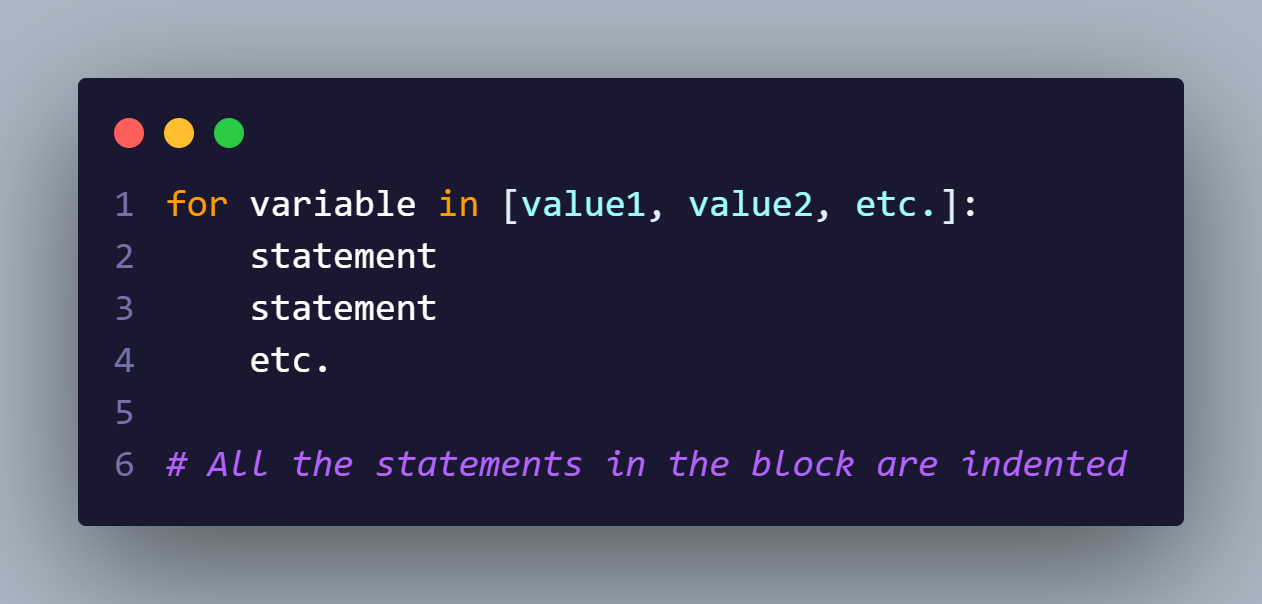 1 for variable in [value1, value2, etc.]:
2     statement
3     statement
4     etc.
5
6 # All the statements in the block are indented